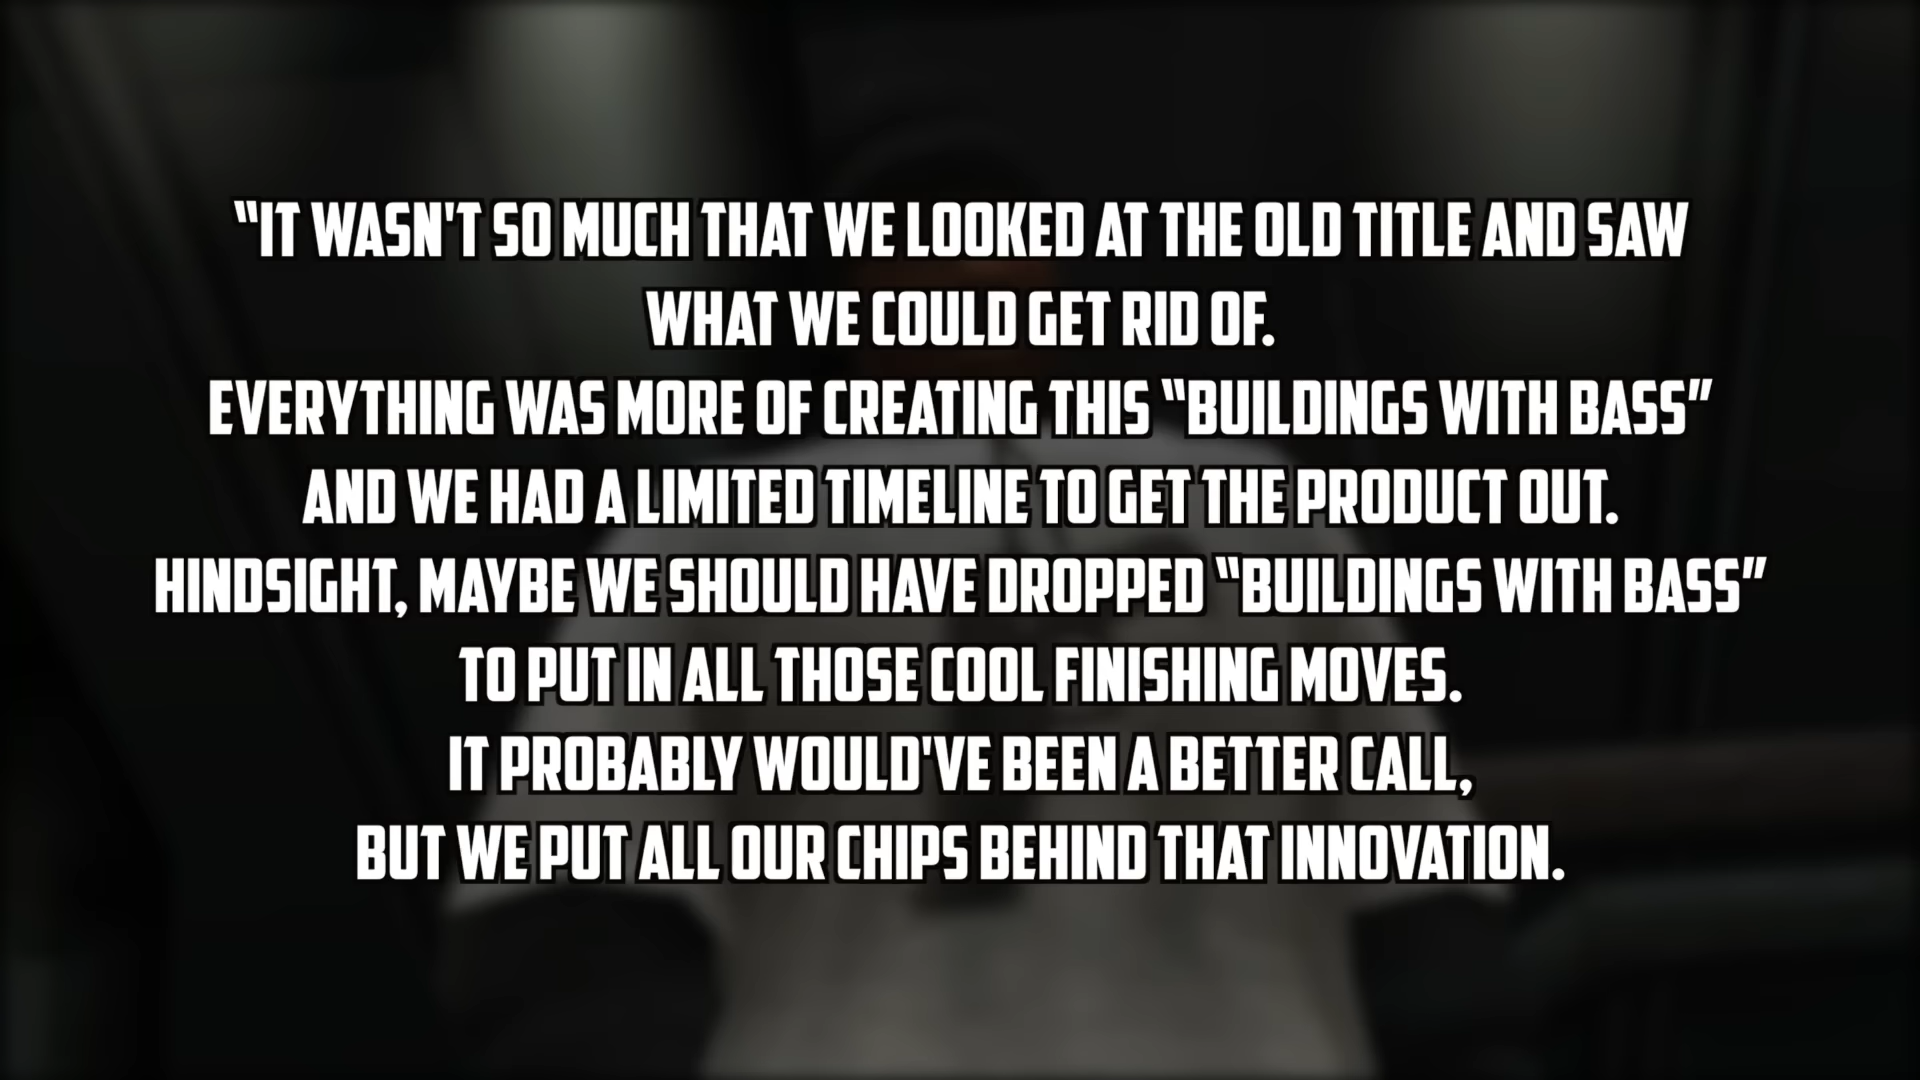 “IT WASN'T SO MUCH THAT WE LOOKED AT THE OLD TITLE AND SAW
WHAT WE COULD GET RID OF.
EVERYTHING WAS MORE OF CREATING THIS “BUILDINGS WITH BASS”
AND WE HAD A LIMITED TIMELINE TO GET THE PRODUCT OUT.
HINDSIGHT, MAYBE WE SHOULD HAVE DROPPED “BUILDINGS WITH BASS”
TO PUT IN ALL THOSE COOL FINISHING MOVES.
IT PROBABLY WOULD'VE BEEN A BETTER CALL,
BUT WE PUT ALL OUR CHIPS BEHIND THAT INNOVATION.